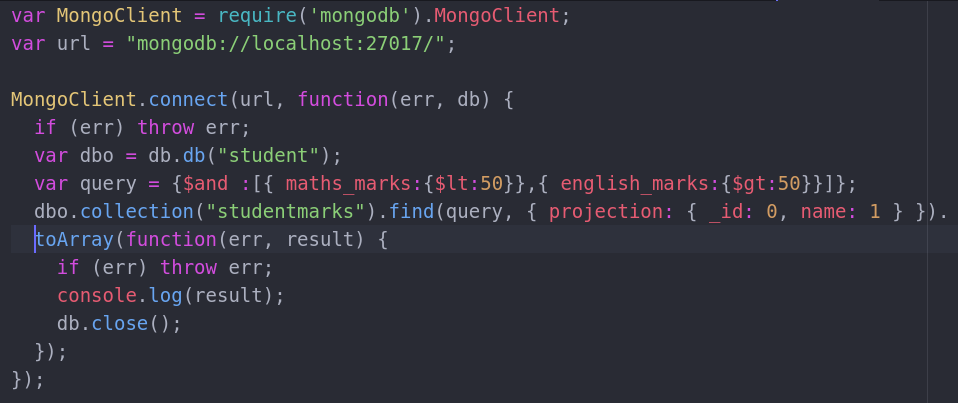 var MongoClient = require('mongodb').MongoClient;
var url = "mongodb://localhost:27017/";
MongoClient.connect(url, function(err, db) {
  if (err) throw err;
  var dbo = db.db("student");
  var query = {$and :[{ maths_marks:{$lt:50}},{ english_marks:{$gt:50}}]};
  dbo.collection("studentmarks").find(query, { projection: { _id: 0, name: 1 } }).
  toArray(function(err, result) {
    if (err) throw err;
    console.log(result);
    db.close();
  });
});